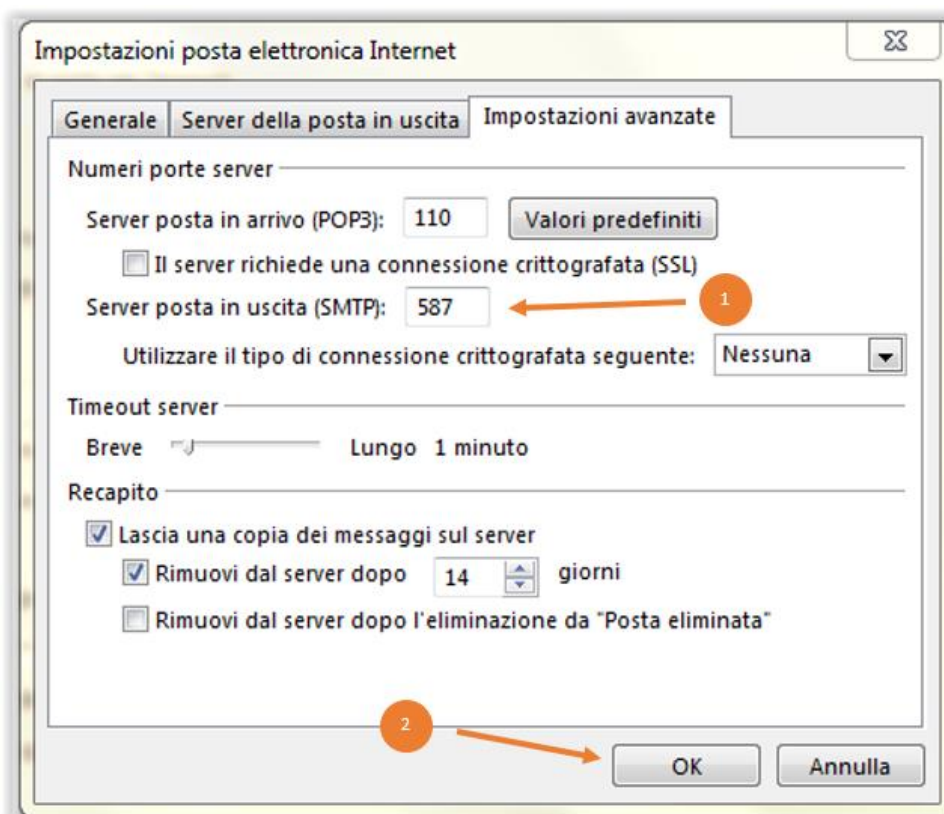 Impostazioni posta elettronica Internet
Generale Server della posta in uscita Impostazioni avanzate
Numeri porte server
Server posta in arrivo (POP3): 110 Valori predefiniti
Il server richiede una connessione crittografata (SSL)
Server posta in uscita (SMTP): 587 1
Utilizzare il tipo di connessione crittografata seguente: Nessuna
Timeout server
Breve Lungo 1 minuto
Recapito
Lascia una copia dei messaggi sul server
Rimuovi dal server dopo 14 giorni
Rimuovi dal server dopo l'eliminazione da "Posta eliminata"
2
OK Annulla